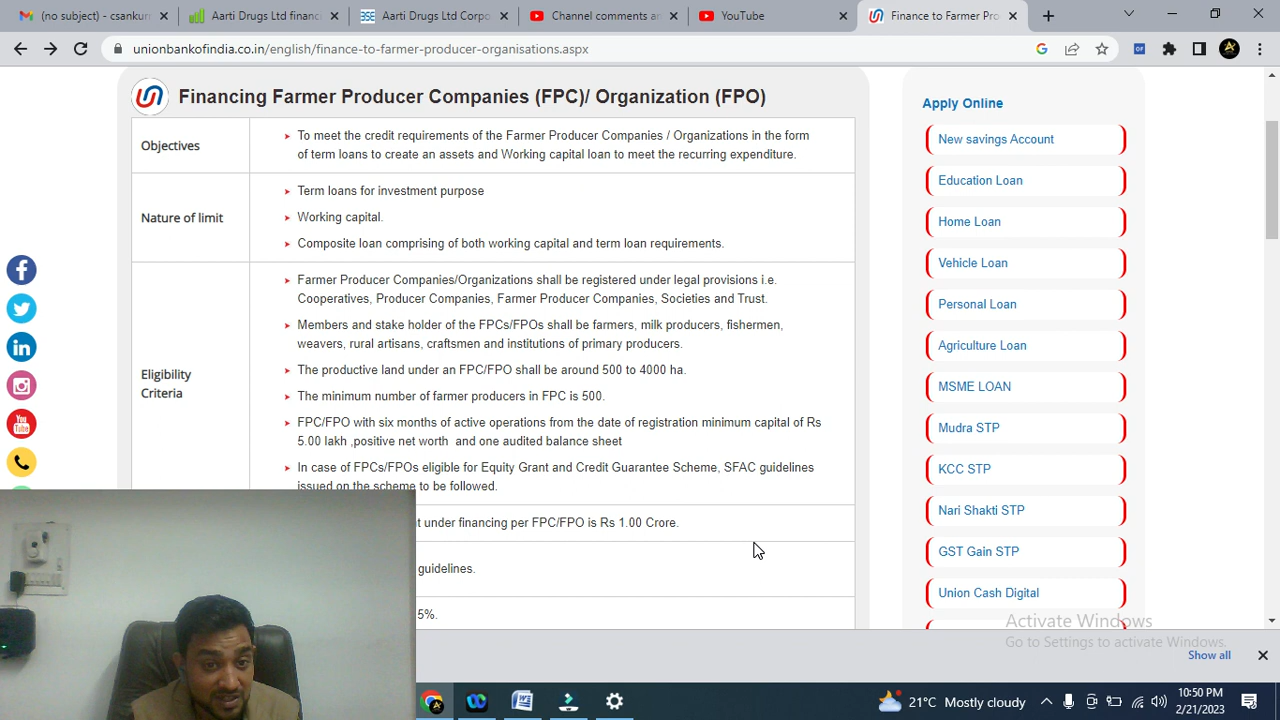 (no subject) - csankurr
Aarti Drugs Ltd financi
Aarti Drugs Ltd Corpo
Channel comments an
YouTube
Finance to Farmer Pro
unionbankofindia.co.in/english/finance-to-farmer-producer-organisations.aspx
Financing Farmer Producer Companies (FPC)/ Organization (FPO)
Objectives
To meet the credit requirements of the Farmer Producer Companies / Organizations in the form
of term loans to create an assets and Working capital loan to meet the recurring expenditure.
Nature of limit
Term loans for investment purpose
Working capital.
Composite loan comprising of both working capital and term loan requirements.
Eligibility
Criteria
Farmer Producer Companies/Organizations shall be registered under legal provisions i.e.
Cooperatives, Producer Companies, Farmer Producer Companies, Societies and Trust.
Members and stake holder of the FPCs/FPOs shall be farmers, milk producers, fishermen,
weavers, rural artisans, craftsmen and institutions of primary producers.
The productive land under an FPC/FPO shall be around 500 to 4000 ha.
The minimum number of farmer producers in FPC is 500.
FPC/FPO with six months of active operations from the date of registration minimum capital of Rs
5.00 lakh ,positive net worth and one audited balance sheet
In case of FPCs/FPOs eligible for Equity Grant and Credit Guarantee Scheme, SFAC guidelines
issued on the scheme to be followed.
t under financing per FPC/FPO is Rs 1.00 Crore.
guidelines.
5%.
Apply Online
New savings Account
Education Loan
Home Loan
Vehicle Loan
Personal Loan
Agriculture Loan
MSME LOAN
Mudra STP
KCC STP
Nari Shakti STP
GST Gain STP
Union Cash Digital
Activate Windows
Go to Settings to activate Windows.
Show all
21°C Mostly cloudy
10:50 PM
2/21/2023